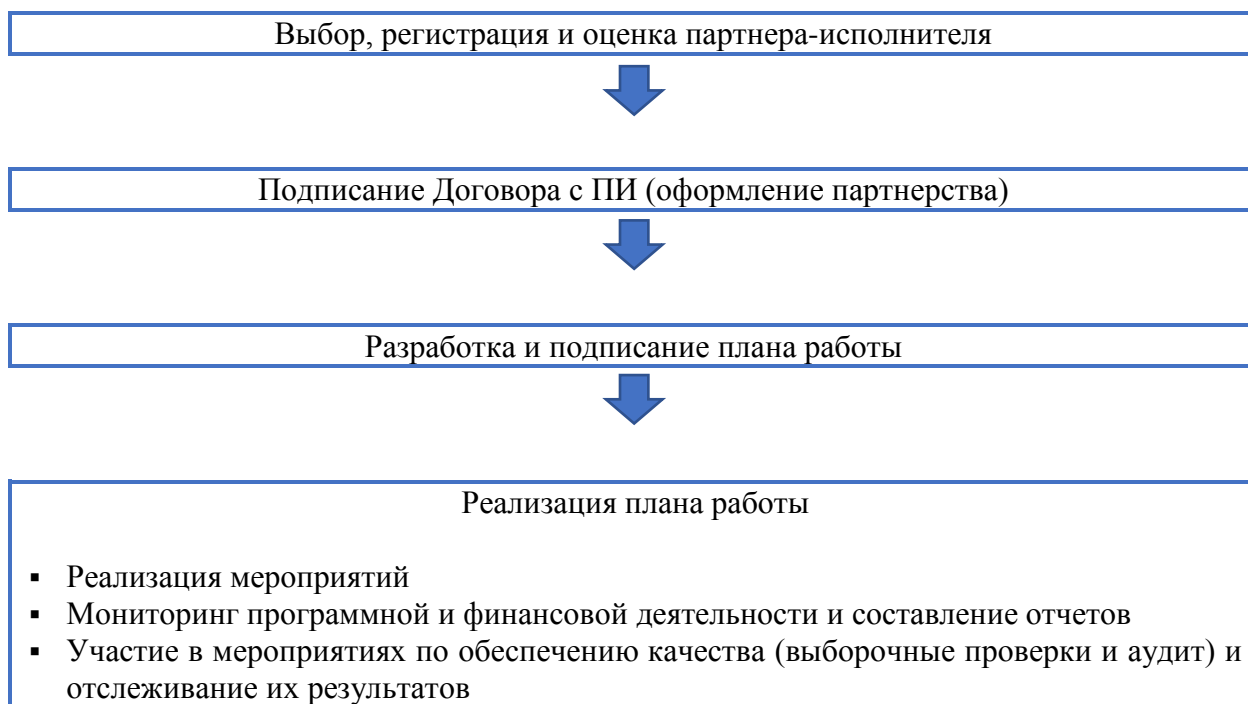 Выбор, регистрация и оценка партнера-исполнителя
Подписание Договора с ПИ (оформление партнерства)
Разработка и подписание плана работы
Реализация плана работы
▪ Реализация мероприятий
▪ Мониторинг программной и финансовой деятельности и составление отчетов
▪ Участие в мероприятиях по обеспечению качества (выборочные проверки и аудит) и
отслеживание их результатов